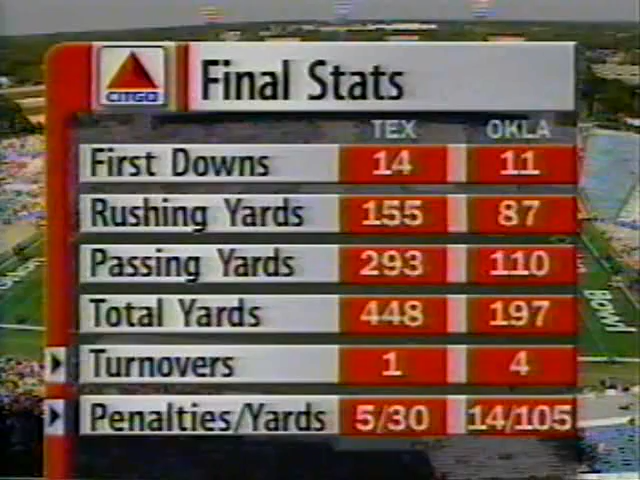 CITGO
Final Stats
TEX OKLA
First Downs 14 11
Rushing Yards 155 87
Passing Yards 293 110
Total Yards 448 197
Turnovers 1 4
Penalties/Yards 5/30 14/105
Bowl